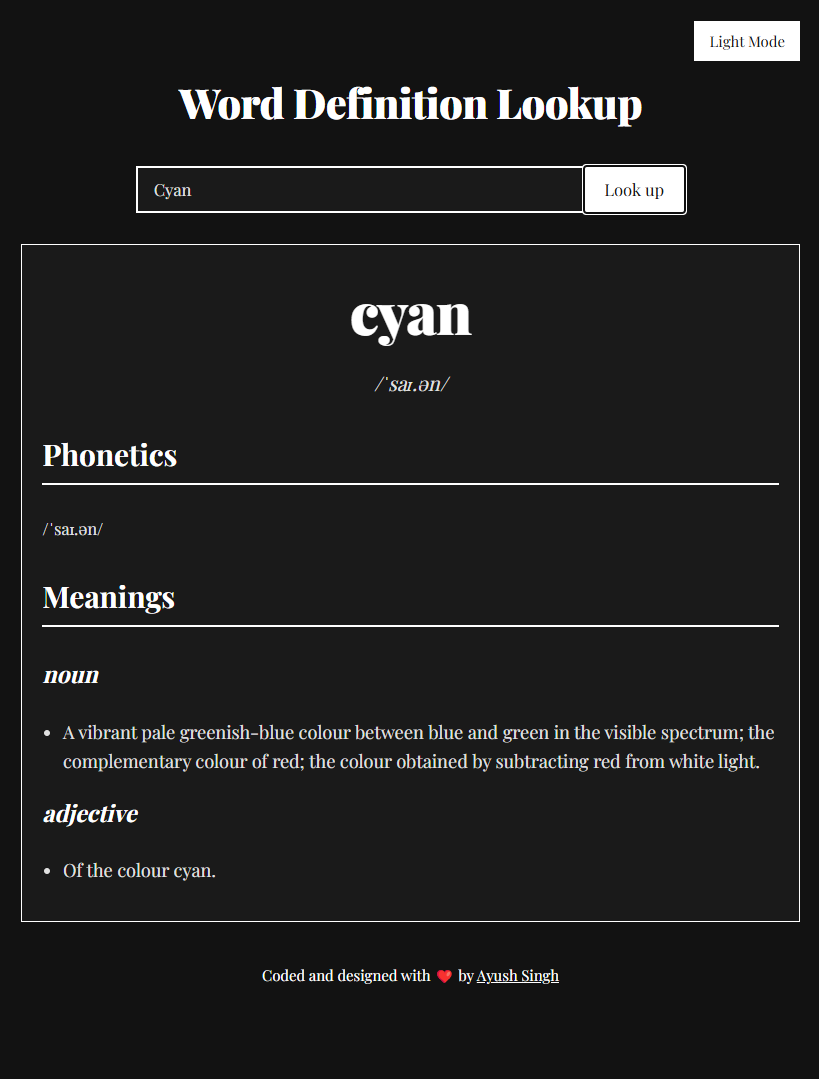 Light Mode
Word Definition Lookup
Cyan
Look up
cyan
/ˈsaɪ.ən/
Phonetics
/ˈsaɪ.ən/
Meanings
noun
• A vibrant pale greenish-blue colour between blue and green in the visible spectrum; the
complementary colour of red; the colour obtained by subtracting red from white light.
adjective
• Of the colour cyan.
Coded and designed with ❤️ by Ayush Singh